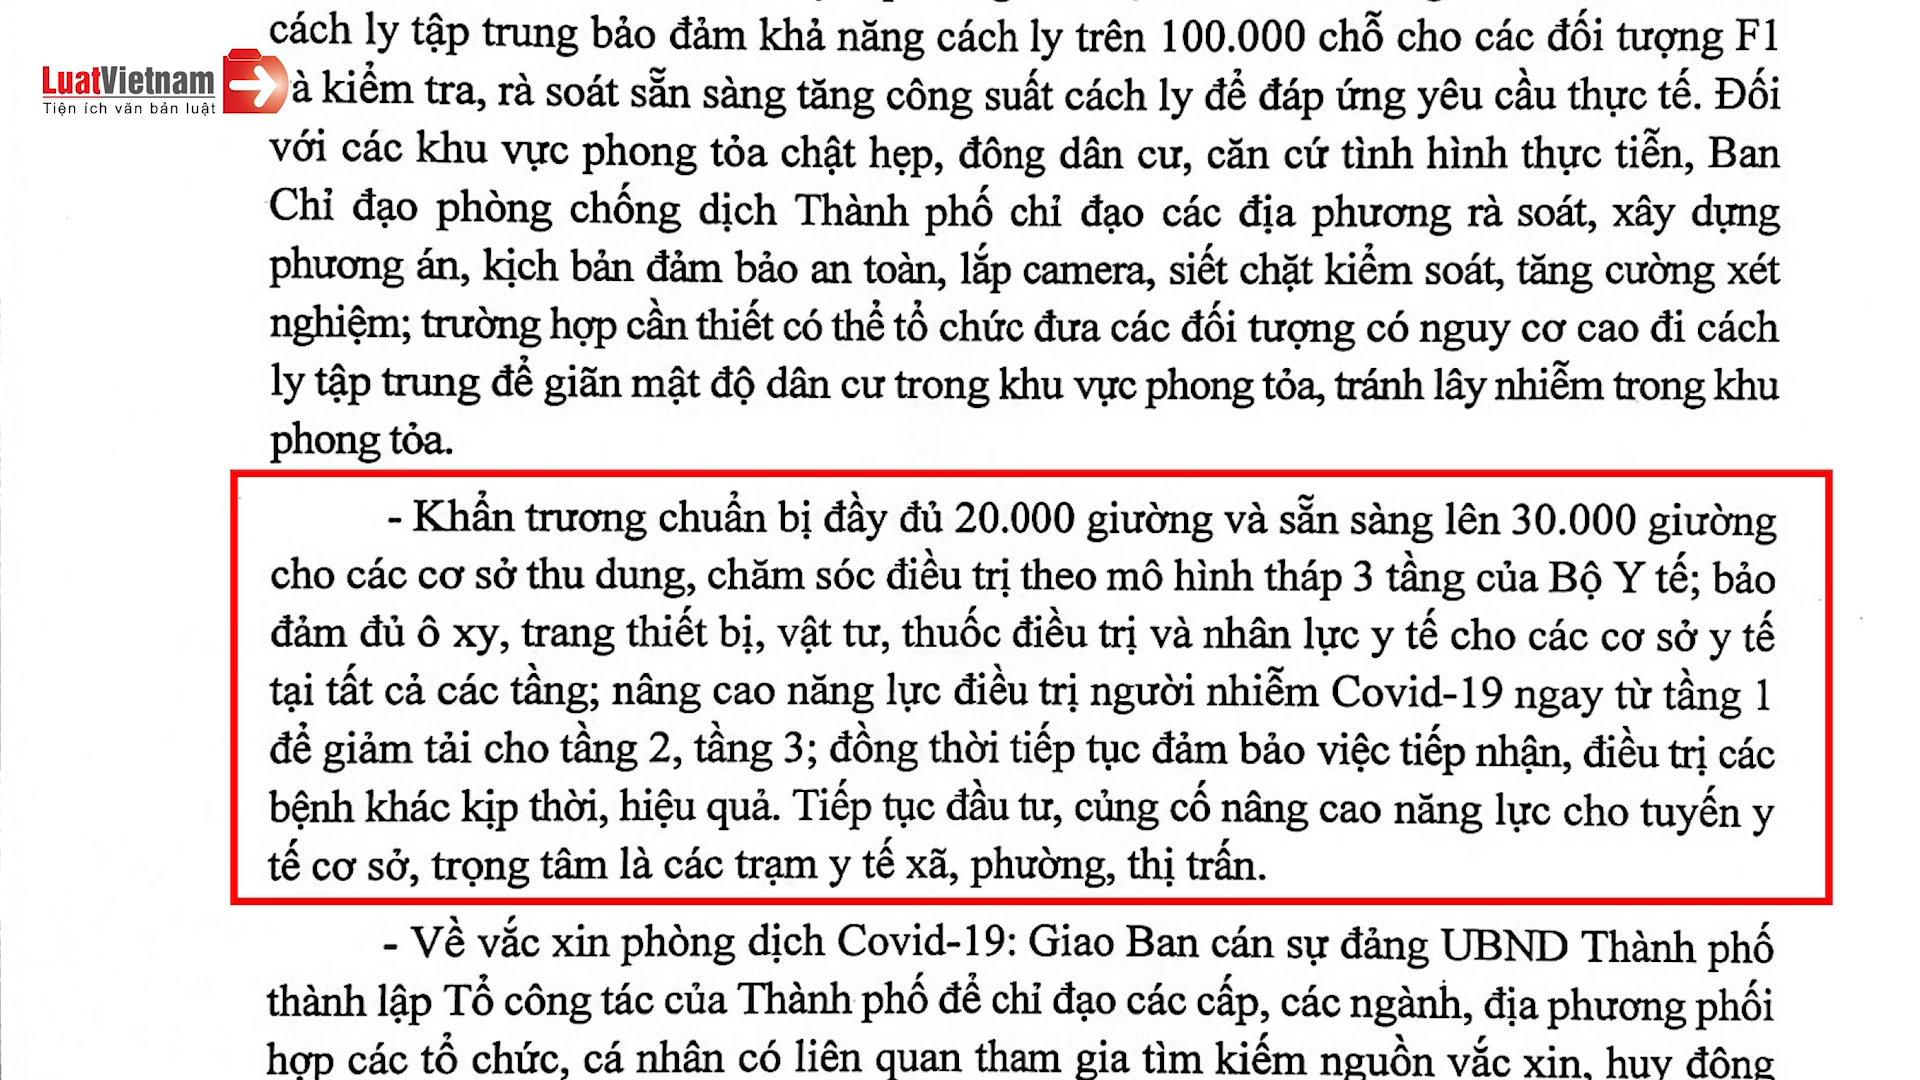 cách ly tập trung bảo đảm khả năng cách ly trên 100.000 chỗ cho các đối tượng F1
LuatVietnam
Tiện ích văn bản luật
à kiểm tra, rà soát sẵn sàng tăng công suất cách ly để đáp ứng yêu cầu thực tế. Đối
với các khu vực phong tỏa chật hẹp, đông dân cư, căn cứ tình hình thực tiễn, Ban
Chỉ đạo phòng chống dịch Thành phố chỉ đạo các địa phương rà soát, xây dựng
phương án, kịch bản đảm bảo an toàn, lắp camera, siết chặt kiểm soát, tăng cường xét
nghiệm; trường hợp cần thiết có thể tổ chức đưa các đối tượng có nguy cơ cao đi cách
ly tập trung để giãn mật độ dân cư trong khu vực phong tỏa, tránh lây nhiễm trong khu
phong tỏa.
- Khẩn trương chuẩn bị đầy đủ 20.000 giường và sẵn sàng lên 30.000 giường
cho các cơ sở thu dung, chăm sóc điều trị theo mô hình tháp 3 tầng của Bộ Y tế; bảo
đảm đủ ô xy, trang thiết bị, vật tư, thuốc điều trị và nhân lực y tế cho các cơ sở y tế
tại tất cả các tầng; nâng cao năng lực điều trị người nhiễm Covid-19 ngay từ tầng 1
để giảm tải cho tầng 2, tầng 3; đồng thời tiếp tục đảm bảo việc tiếp nhận, điều trị các
bệnh khác kịp thời, hiệu quả. Tiếp tục đầu tư, củng cố nâng cao năng lực cho tuyến y
tế cơ sở, trọng tâm là các trạm y tế xã, phường, thị trấn.
- Về vắc xin phòng dịch Covid-19: Giao Ban cán sự đảng UBND Thành phố
thành lập Tổ công tác của Thành phố để chỉ đạo các cấp, các ngành, địa phương phối
hợp các tổ chức, cá nhân có liên quan tham gia tìm kiếm nguồn vắc xin, huy động